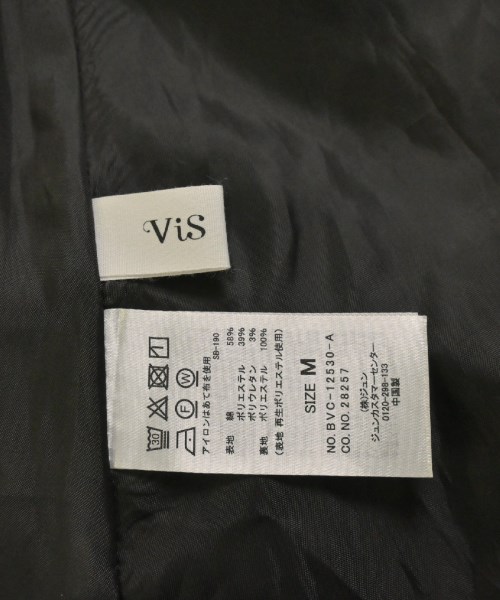 ViS
30
1
F
W
アイロンはあて布を使用
SB-190
表地 綿 58%
ポリエステル 39%
ポリウレタン 3%
裏地 ポリエステル 100%
(表地 再生ポリエステル使用)
SIZE M
NO.BVC-12530-A
CO.NO.28257
(株)ジュン
ジュンカスタマーセンター
0120-298-133
中国製